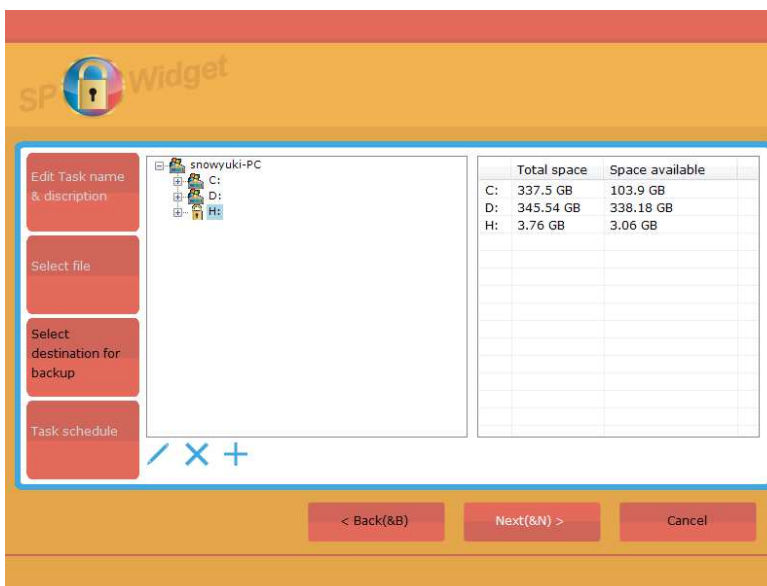 SP Widget
Edit Task name
& discription
Select file
Select
destination for
backup
Task schedule
snowyuki-PC
C:
D:
H:
Total space Space available
C: 337.5 GB 103.9 GB
D: 345.54 GB 338.18 GB
H: 3.76 GB 3.06 GB
< Back(&B) Next(&N) > Cancel